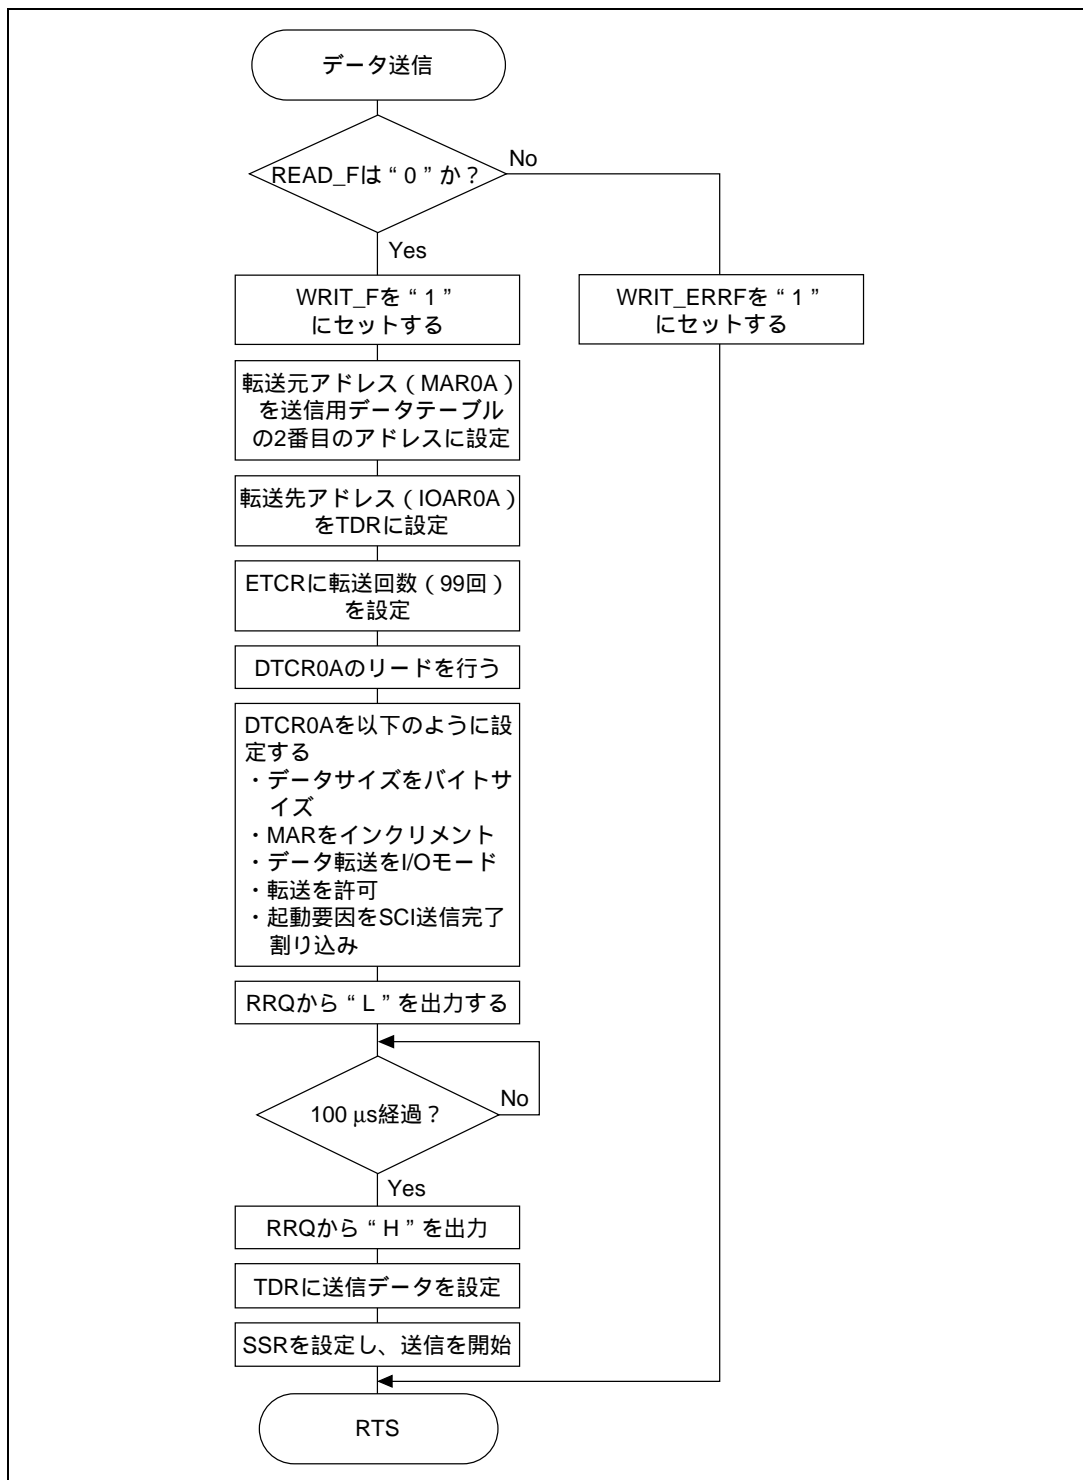 データ送信
READ_Fは“0”か？
No
Yes
WRIT_Fを“1”
にセットする
WRIT_ERRFを“1”
にセットする
転送元アドレス（MAR0A）
を送信用データテーブル
の2番目のアドレスに設定
転送先アドレス（IOAR0A）
をTDRに設定
ETCRに転送回数（99回）
を設定
DTCR0Aのリードを行う
DTCR0Aを以下のように設
定する
・データサイズをバイトサ
イズ
・MARをインクリメント
・データ転送をI/Oモード
・転送を許可
・起動要因をSCI送信完了
割り込み
RRQから“L”を出力する
100 μs経過？
No
Yes
RRQから“H”を出力
TDRに送信データを設定
SSRを設定し、送信を開始
RTS